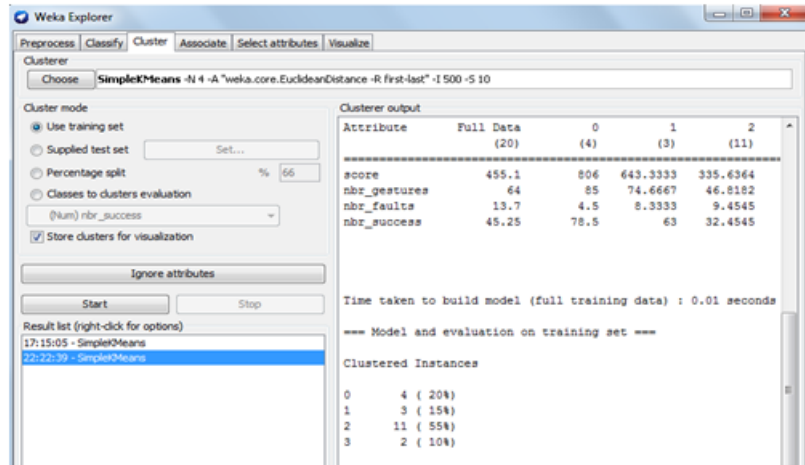 Weka Explorer
Preprocess Classify Cluster Associate Select attributes Visualize
Clusterer
Choose SimpleKMeans -N 4 -A "weka.core.EuclideanDistance -R first-last" -I 500 -S 10
Cluster mode
Use training set
Supplied test set Set...
Percentage split % 66
Classes to clusters evaluation
(Num) nbr_success
Store clusters for visualization
Ignore attributes
Start Stop
Result list (right-click for options)
17:15:05 - SimpleKMeans
22:22:39 - SimpleKMeans
Clusterer output
Attribute Full Data 0 1 2
(20) (4) (3) (11)
==========================================================
score 455.1 806 643.3333 335.6364
nbr_gestures 64 85 74.6667 46.8182
nbr_faults 13.7 4.5 8.3333 9.4545
nbr_success 45.25 78.5 63 32.4545
Time taken to build model (full training data) : 0.01 seconds
=== Model and evaluation on training set ===
Clustered Instances
0 4 ( 20%)
1 3 ( 15%)
2 11 ( 55%)
3 2 ( 10%)